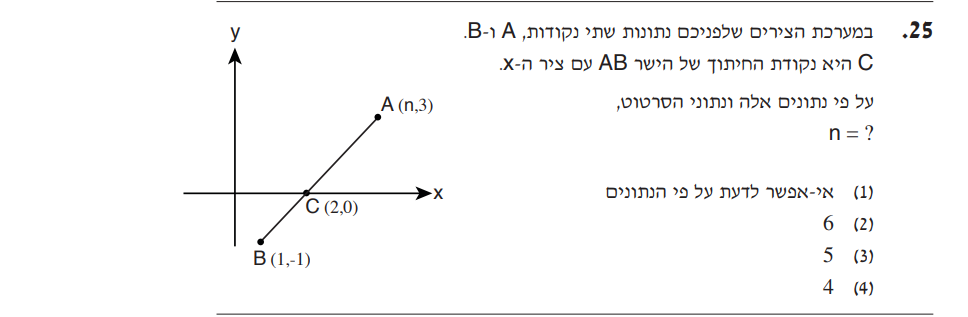 25. במערכת הצירים שלפניכם נתונות שתי נקודות, A ו-B.
C היא נקודת החיתוך של הישר AB עם ציר ה-x.
על פי נתונים אלה ונתוני הסרטוט,
n = ?
(1) אי-אפשר לדעת על פי הנתונים
(2) 6
(3) 5
(4) 4
y
A (n,3)
x
C (2,0)
B (1,-1)